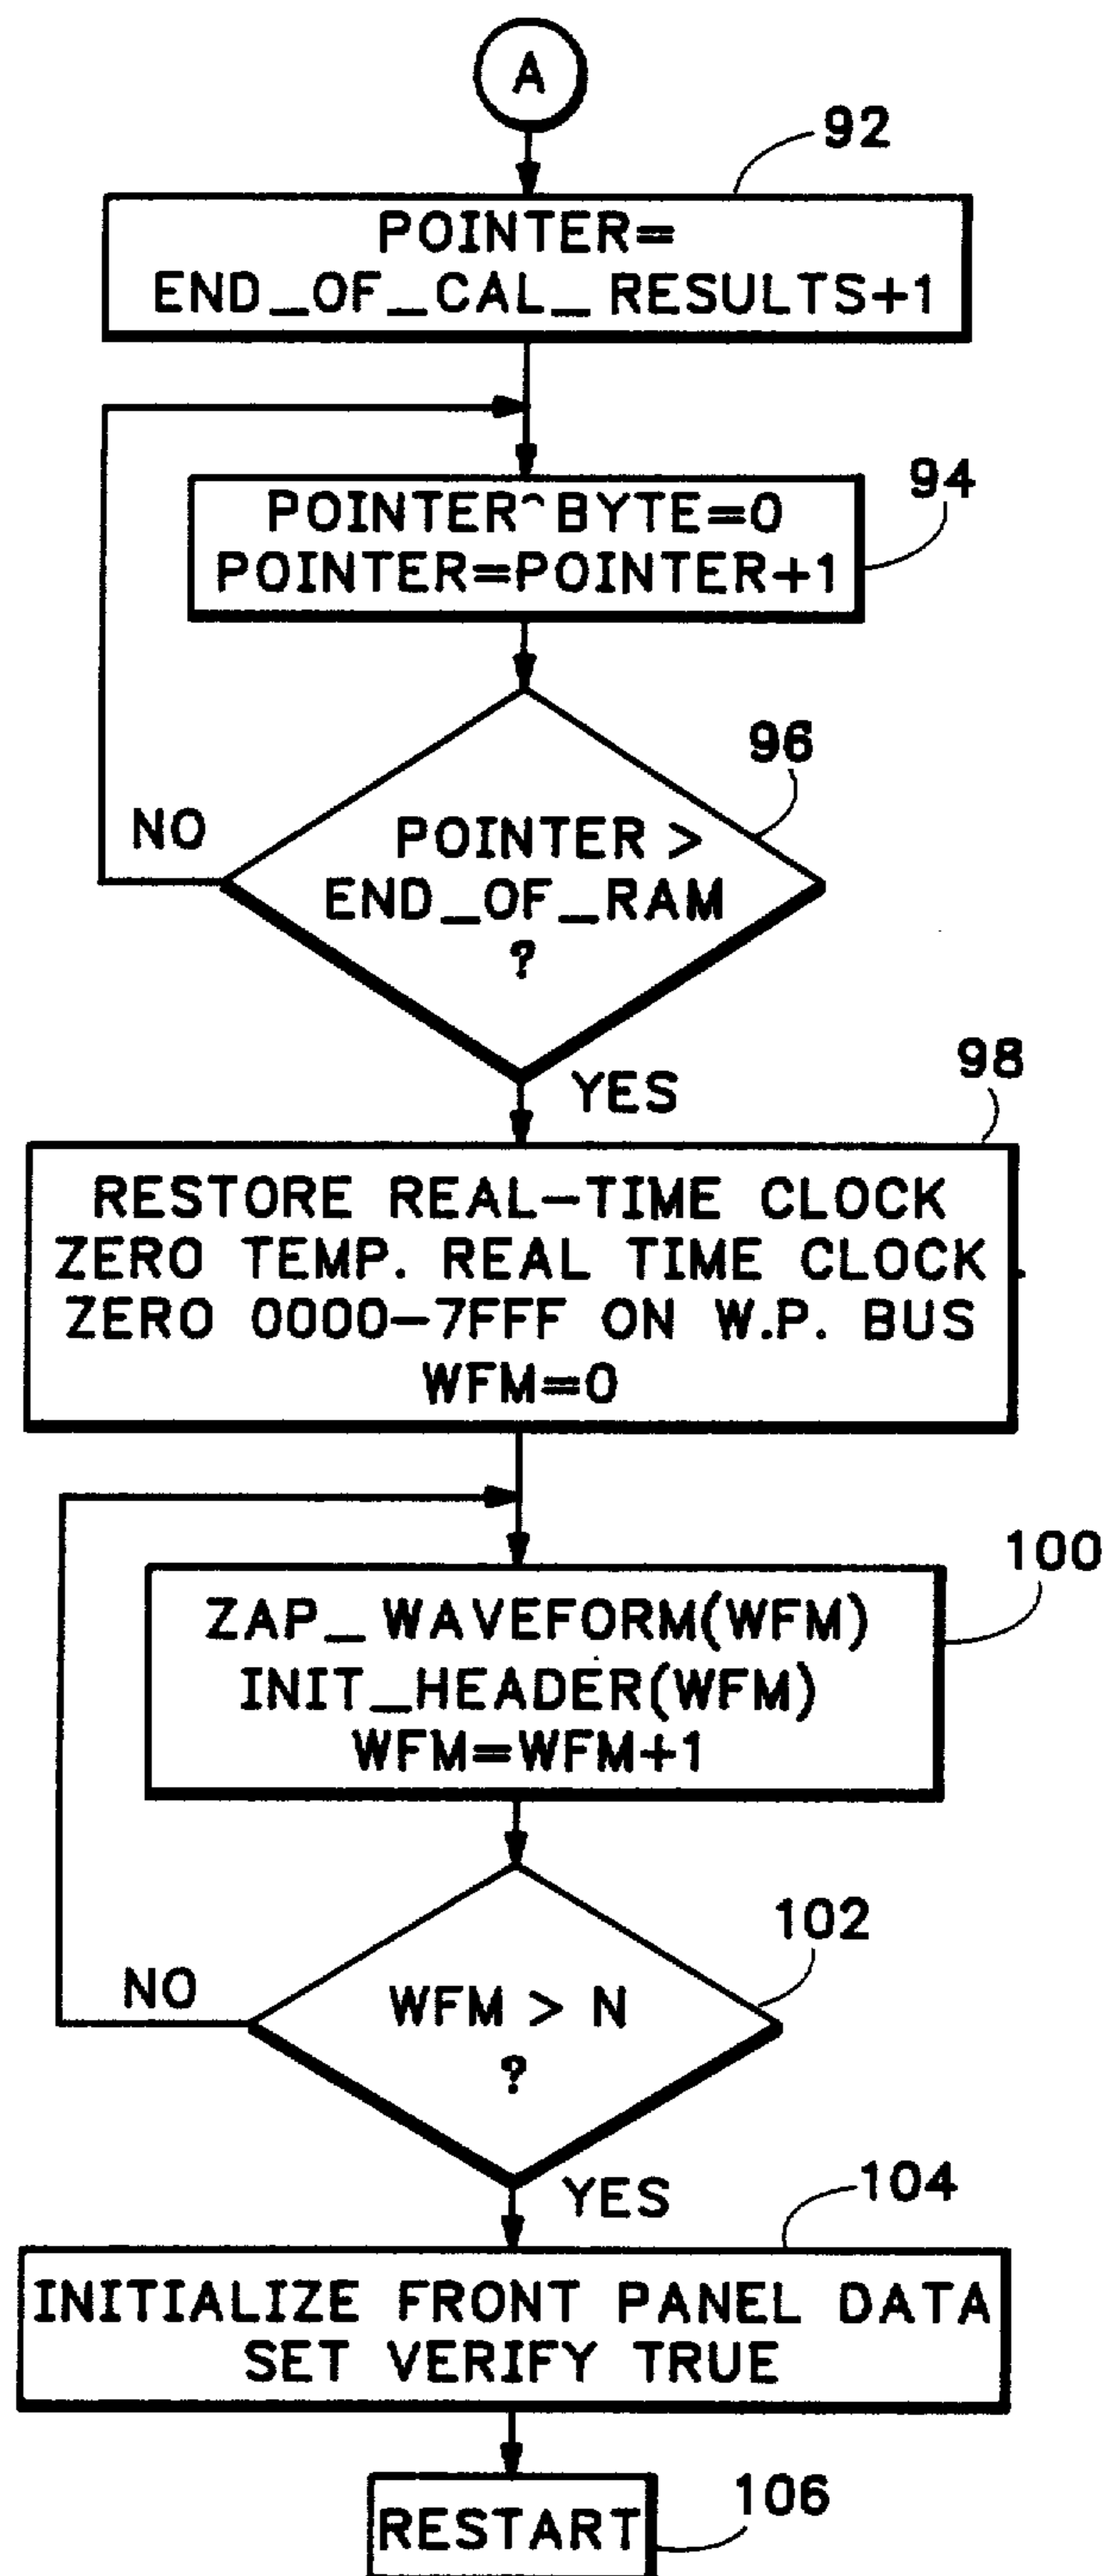 A
92
POINTER=
END_OF_CAL_RESULTS+1
94
POINTER^BYTE=0
POINTER=POINTER+1
96
NO
POINTER >
END_OF_RAM
?
YES
98
RESTORE REAL-TIME CLOCK
ZERO TEMP. REAL TIME CLOCK
ZERO 0000-7FFF ON W.P. BUS
WFM=0
100
ZAP_WAVEFORM(WFM)
INIT_HEADER(WFM)
WFM=WFM+1
102
NO
WFM > N
?
YES
104
INITIALIZE FRONT PANEL DATA
SET VERIFY TRUE
106
RESTART